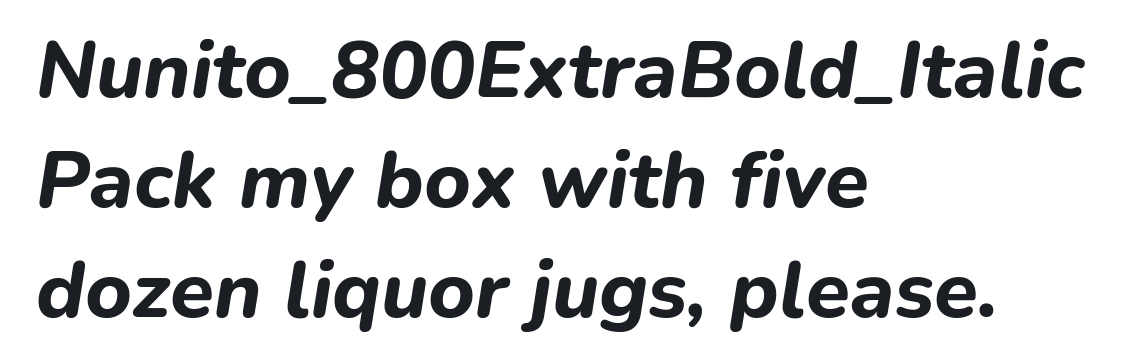 Nunito_800ExtraBold_Italic
Pack my box with five
dozen liquor jugs, please.